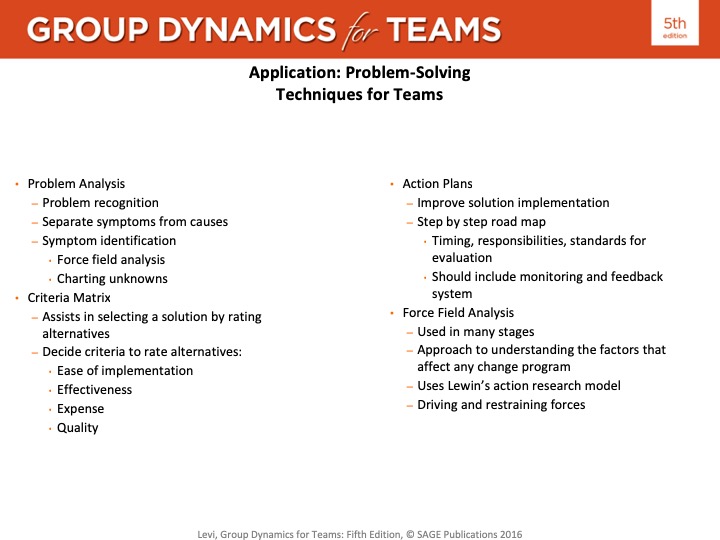 GROUP DYNAMICS for TEAMS
5th
edition
Application: Problem-Solving
Techniques for Teams
• Problem Analysis
– Problem recognition
– Separate symptoms from causes
– Symptom identification
• Force field analysis
• Charting unknowns
• Criteria Matrix
– Assists in selecting a solution by rating
alternatives
– Decide criteria to rate alternatives:
• Ease of implementation
• Effectiveness
• Expense
• Quality
• Action Plans
– Improve solution implementation
– Step by step road map
• Timing, responsibilities, standards for
evaluation
• Should include monitoring and feedback
system
• Force Field Analysis
– Used in many stages
– Approach to understanding the factors that
affect any change program
– Uses Lewin’s action research model
– Driving and restraining forces
Levi, Group Dynamics for Teams: Fifth Edition, © SAGE Publications 2016